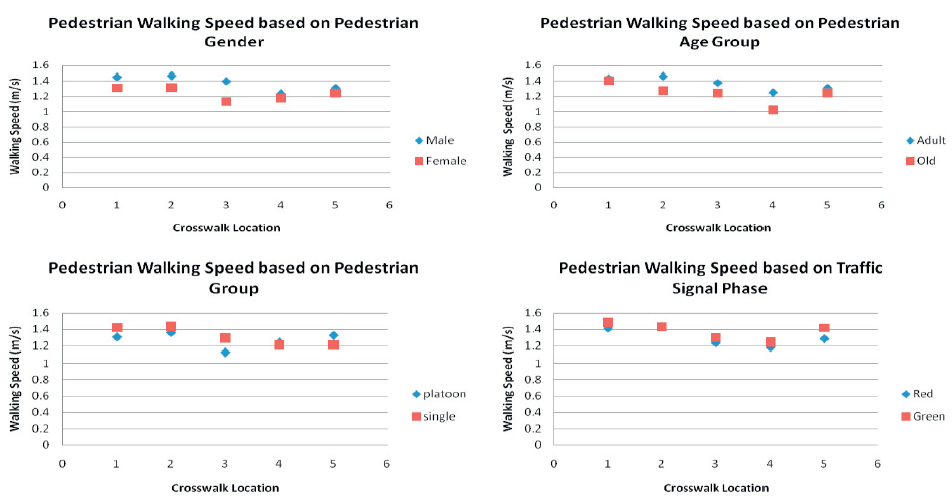 Pedestrian Walking Speed based on Pedestrian
Gender
Walking Speed (m/s)
1.6
1.4
1.2
1
0.8
0.6
0.4
0.2
0
0 1 2 3 4 5 6
Crosswalk Location
Male
Female
Pedestrian Walking Speed based on Pedestrian
Age Group
Walking Speed (m/s)
1.6
1.4
1.2
1
0.8
0.6
0.4
0.2
0
0 1 2 3 4 5 6
Crosswalk Location
Adult
Old
Pedestrian Walking Speed based on Pedestrian
Group
Walking Speed (m/s)
1.6
1.4
1.2
1
0.8
0.6
0.4
0.2
0
0 1 2 3 4 5 6
Crosswalk Location
platoon
single
Pedestrian Walking Speed based on Traffic
Signal Phase
Walking Speed (m/s)
1.6
1.4
1.2
1
0.8
0.6
0.4
0.2
0
0 1 2 3 4 5 6
Crosswalk Location
Red
Green